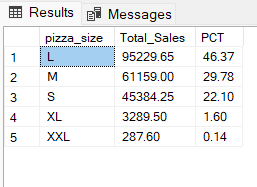 Results Messages
pizza_size Total_Sales PCT
1 L 95229.65 46.37
2 M 61159.00 29.78
3 S 45384.25 22.10
4 XL 3289.50 1.60
5 XXL 287.60 0.14